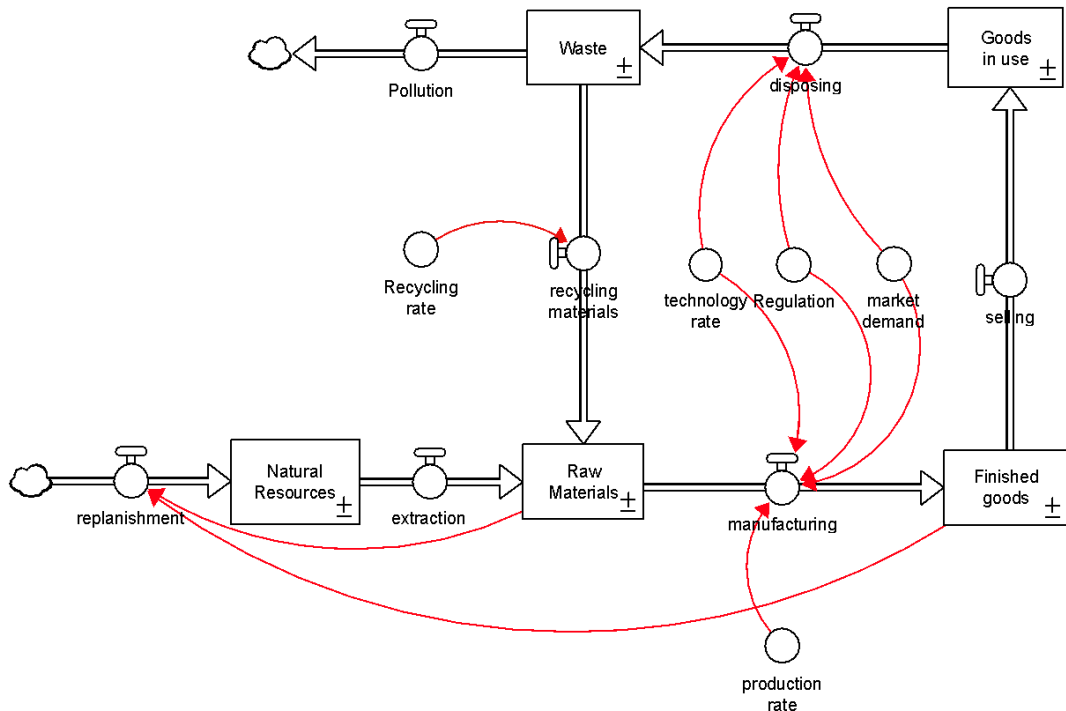 Waste
±
Goods
in use
±
Pollution
disposing
Recycling
rate
recycling
materials
technology
rate
Regulation
market
demand
selling
Natural
Resources
±
Raw
Materials
±
Finished
goods
±
replanishment
extraction
manufacturing
production
rate